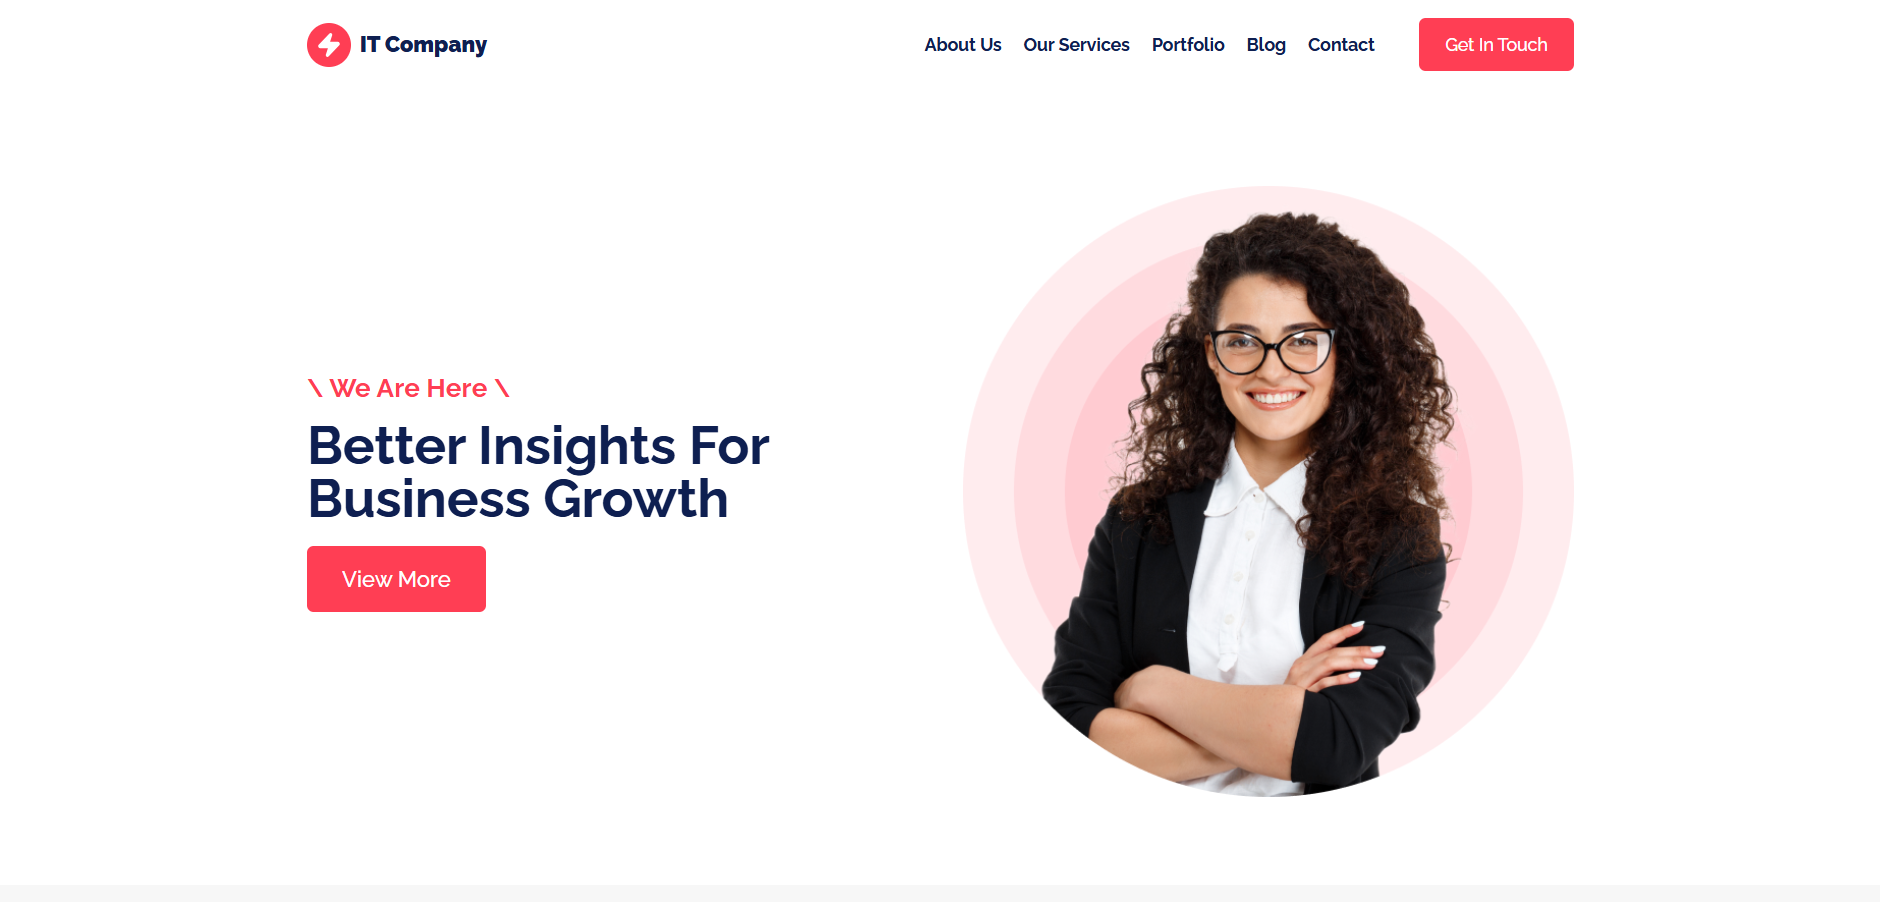 IT Company
About Us
Our Services
Portfolio
Blog
Contact
Get In Touch
\ We Are Here \
Better Insights For
Business Growth
View More